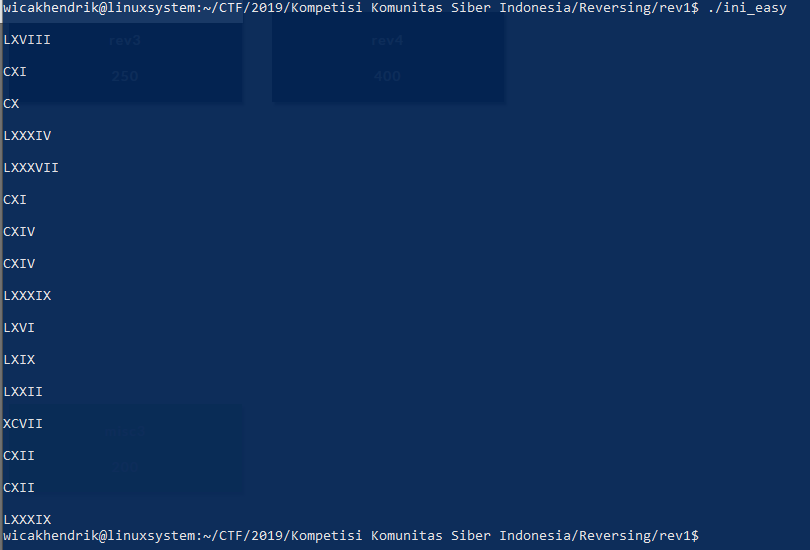 wicakhendrik@linuxsystem:~/CTF/2019/Kompetisi Komunitas Siber Indonesia/Reversing/rev1$ ./ini_easy
LXVIII
rev3
rev4
CXI
250
400
CX
LXXXIV
LXXXVII
CXI
CXIV
CXIV
LXXXIX
LXVI
LXIX
LXXII
XCVII
CXII
CXII
LXXXIX
wicakhendrik@linuxsystem:~/CTF/2019/Kompetisi Komunitas Siber Indonesia/Reversing/rev1$